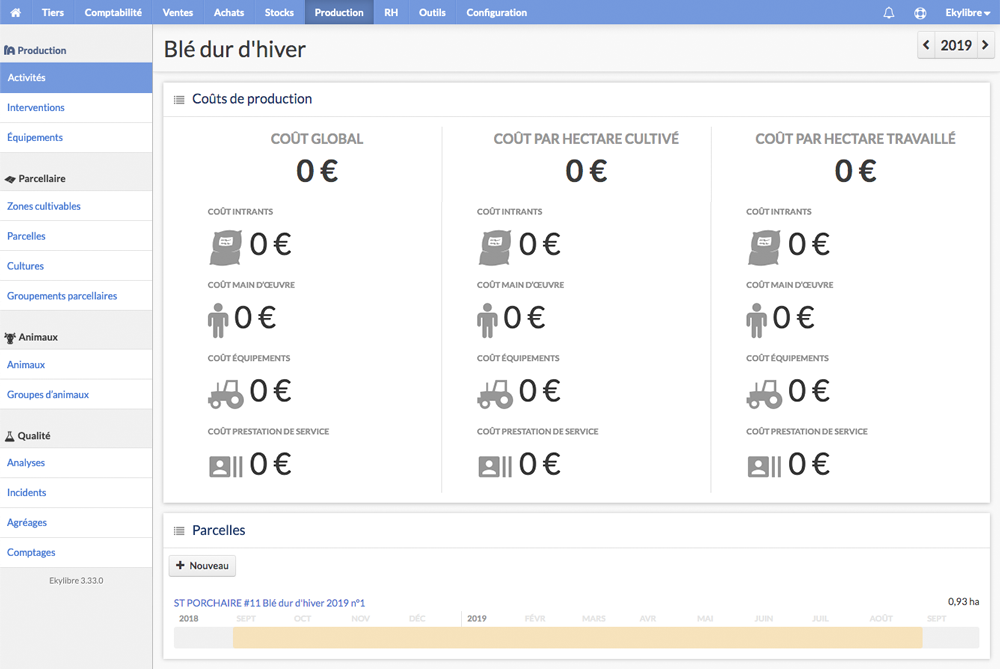 Tiers Comptabilité Ventes Achats Stocks Production RH Outils Configuration Ekylibre
Production
Activités
Interventions
Équipements
Parcellaire
Zones cultivables
Parcelles
Cultures
Groupements parcellaires
Animaux
Animaux
Groupes d'animaux
Qualité
Analyses
Incidents
Agréages
Comptages
Ekylibre 3.33.0
Blé dur d'hiver
2019
Coûts de production
COÛT GLOBAL
0 €
COÛT INTRANTS
0 €
COÛT MAIN D'ŒUVRE
0 €
COÛT ÉQUIPEMENTS
0 €
COÛT PRESTATION DE SERVICE
0 €
COÛT PAR HECTARE CULTIVÉ
0 €
COÛT INTRANTS
0 €
COÛT MAIN D'ŒUVRE
0 €
COÛT ÉQUIPEMENTS
0 €
COÛT PRESTATION DE SERVICE
0 €
COÛT PAR HECTARE TRAVAILLÉ
0 €
COÛT INTRANTS
0 €
COÛT MAIN D'ŒUVRE
0 €
COÛT ÉQUIPEMENTS
0 €
COÛT PRESTATION DE SERVICE
0 €
Parcelles
+ Nouveau
ST PORCHAIRE #11 Blé dur d'hiver 2019 n°1 0,93 ha
2018 SEPT OCT NOV DÉC 2019 FÉVR MARS AVR MAI JUIN JUIL AOÛT SEPT